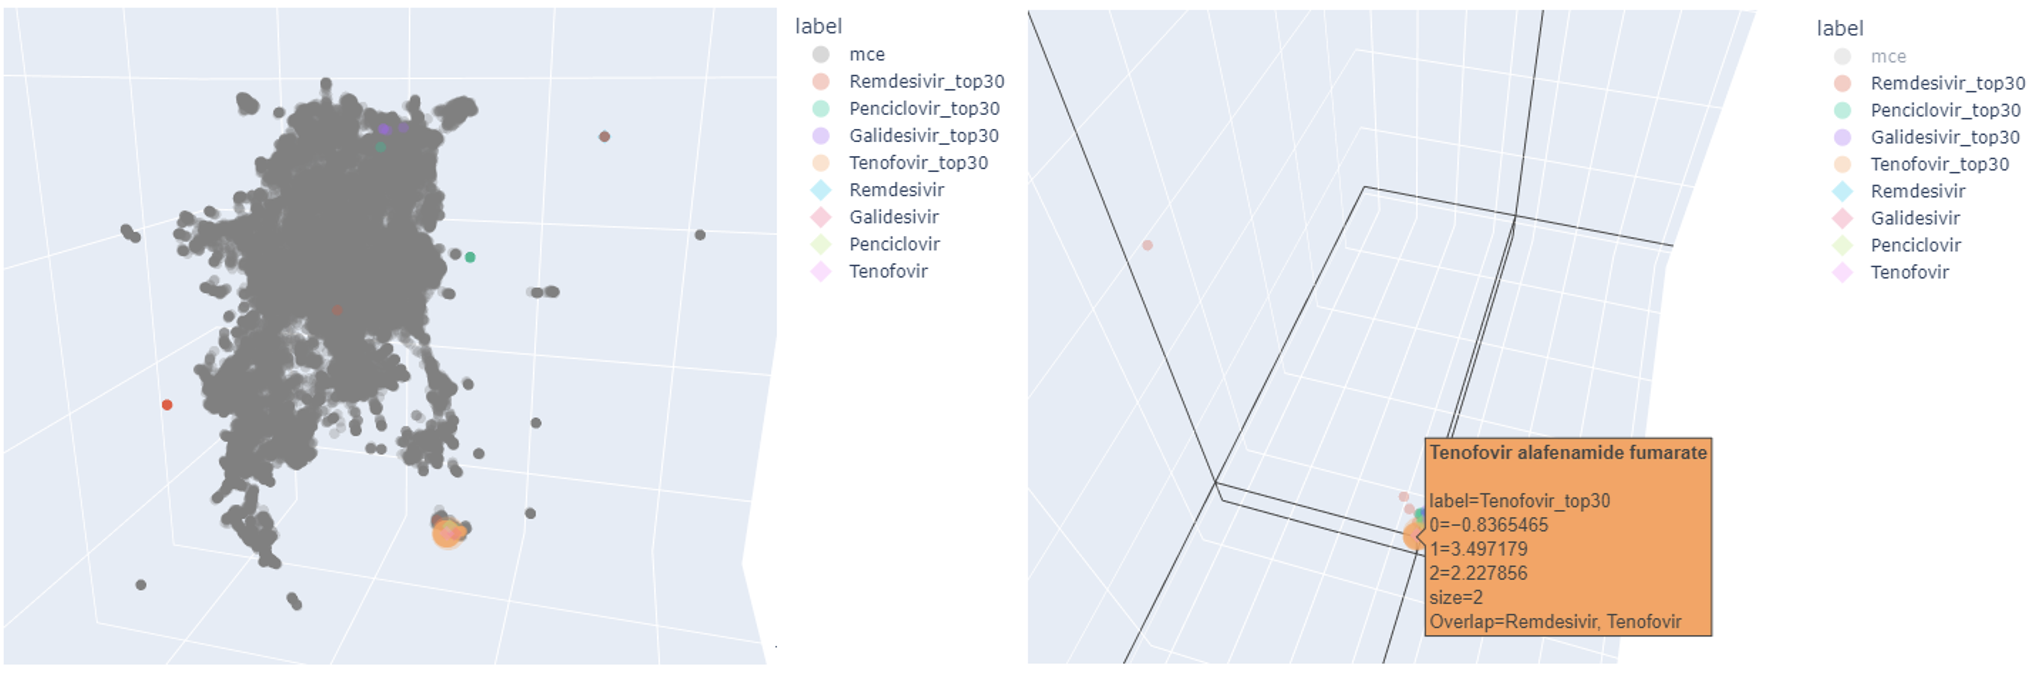 label
mce
Remdesivir_top30
Penciclovir_top30
Galidesivir_top30
Tenofovir_top30
Remdesivir
Galidesivir
Penciclovir
Tenofovir
label
mce
Remdesivir_top30
Penciclovir_top30
Galidesivir_top30
Tenofovir_top30
Remdesivir
Galidesivir
Penciclovir
Tenofovir
Tenofovir alafenamide fumarate
label=Tenofovir_top30
0=−0.8365465
1=3.497179
2=2.227856
size=2
Overlap=Remdesivir, Tenofovir